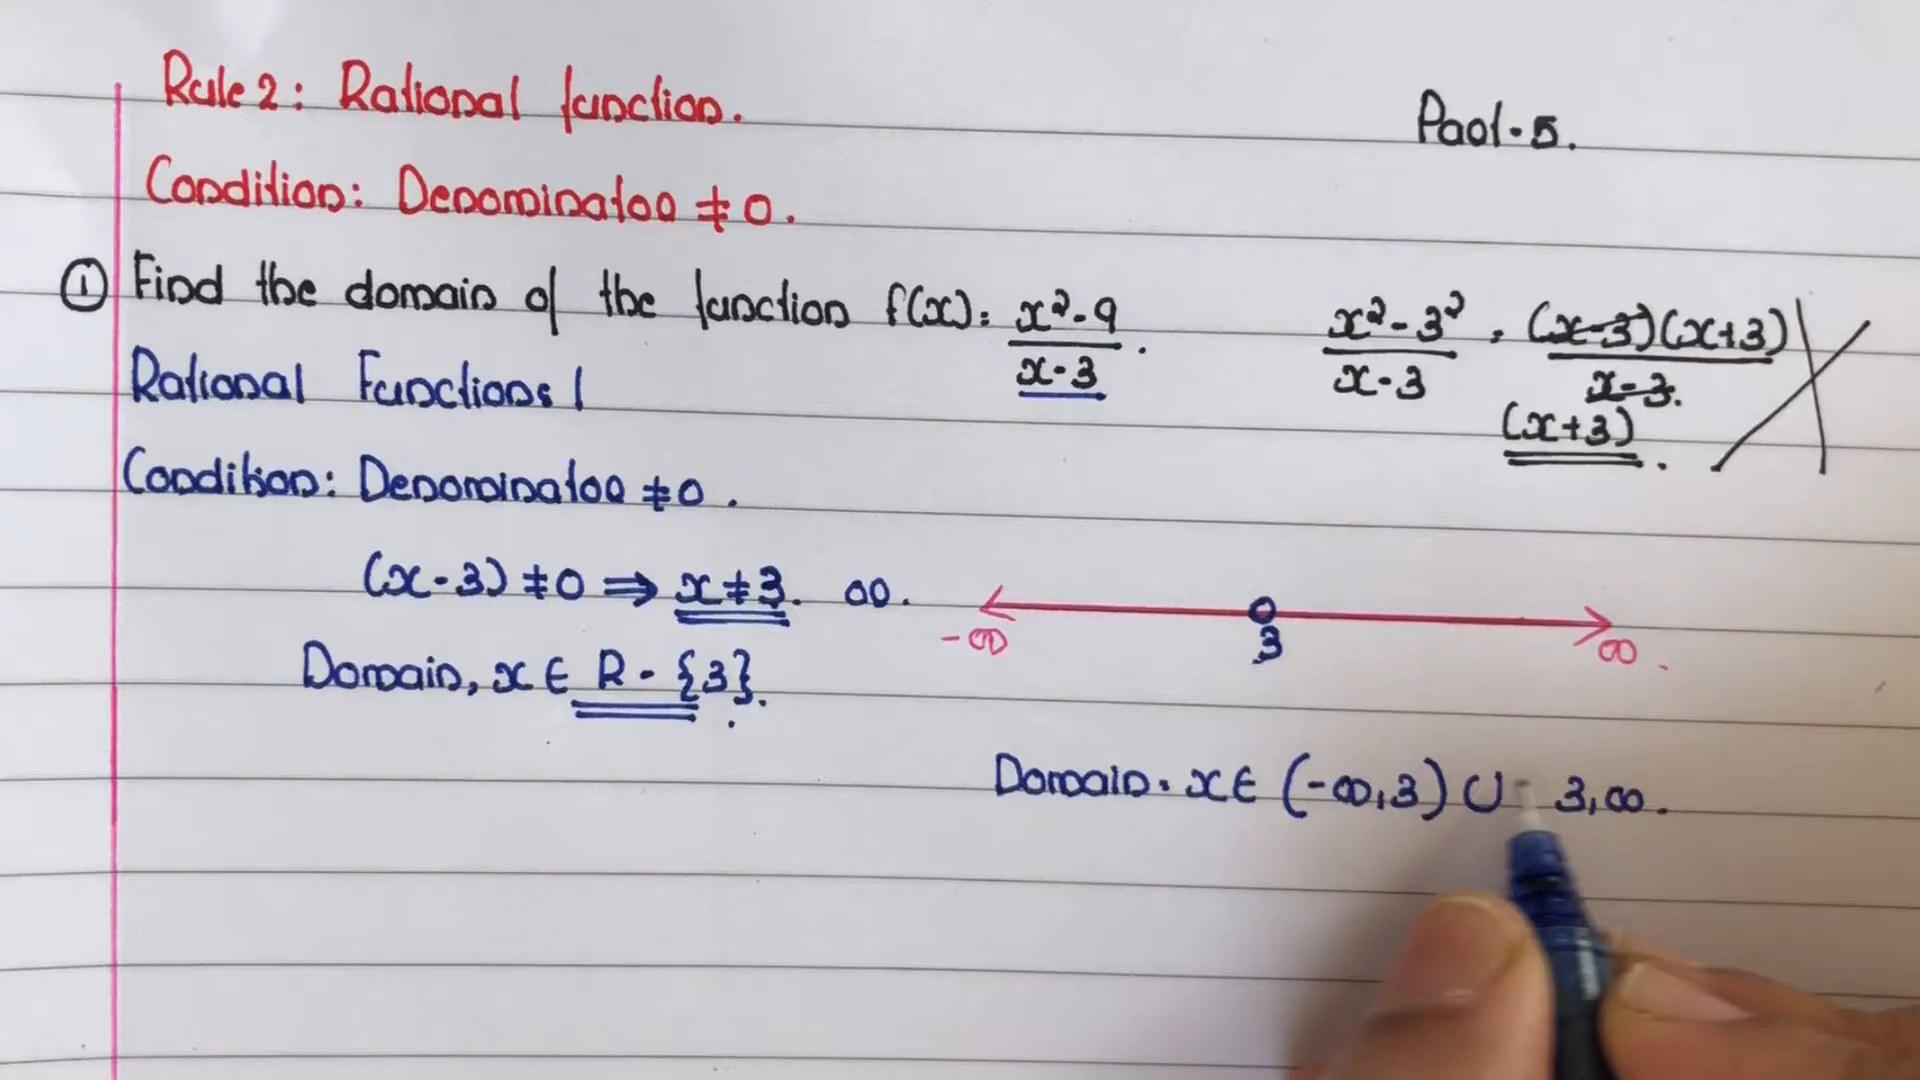 Rule 2: Rational function.
Part-5.
Condition: Denominator ≠ 0.
① Find the domain of the function f(x) = x²-9 / x-3 .
x²-3² / x-3 = (x-3)(x+3) / x-3.
(x+3).
Rational Functions!
Condition: Denominator ≠ 0.
(x-3) ≠ 0 ⇒ x ≠ 3. or.
-∞ 3 ∞.
Domain, x ∈ R - {3}.
Domain. x ∈ (-∞,3) ∪ 3,∞.